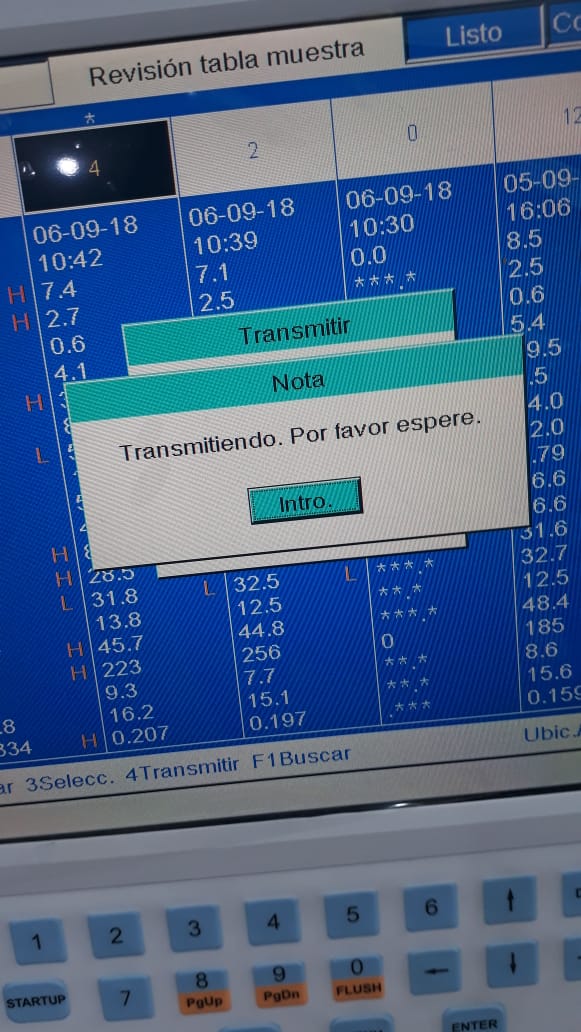 Revisión tabla muestra
Listo
*
4 2 0 12
06-09-18 06-09-18 06-09-18 05-09-
10:42 10:39 10:30 16:06
H 7.4 7.1 0.0 8.5
H 2.7 2.5 ***.* 2.5
0.6 0.6
4.1 5.4
H 9.5
.5
4.0
L 2.0
.79
6.6
6.6
H 31.6
H 28.5 32.7
L 31.8 L 32.5 L ***.* 12.5
13.8 12.5 **.* 48.4
H 45.7 44.8 ***.* 185
H 223 256 0 8.6
9.3 7.7 **.* 15.6
.8 16.2 15.1 **.* 0.159
334 H 0.207 0.197 .***
Transmitir
Nota
Transmitiendo. Por favor espere.
Intro.
ar 3Selecc. 4Transmitir F1Buscar
Ubic./
1 2 3 4 5 6 ↑
STARTUP 7 8 PgUp 9 PgDn 0 FLUSH ← ↓
ENTER